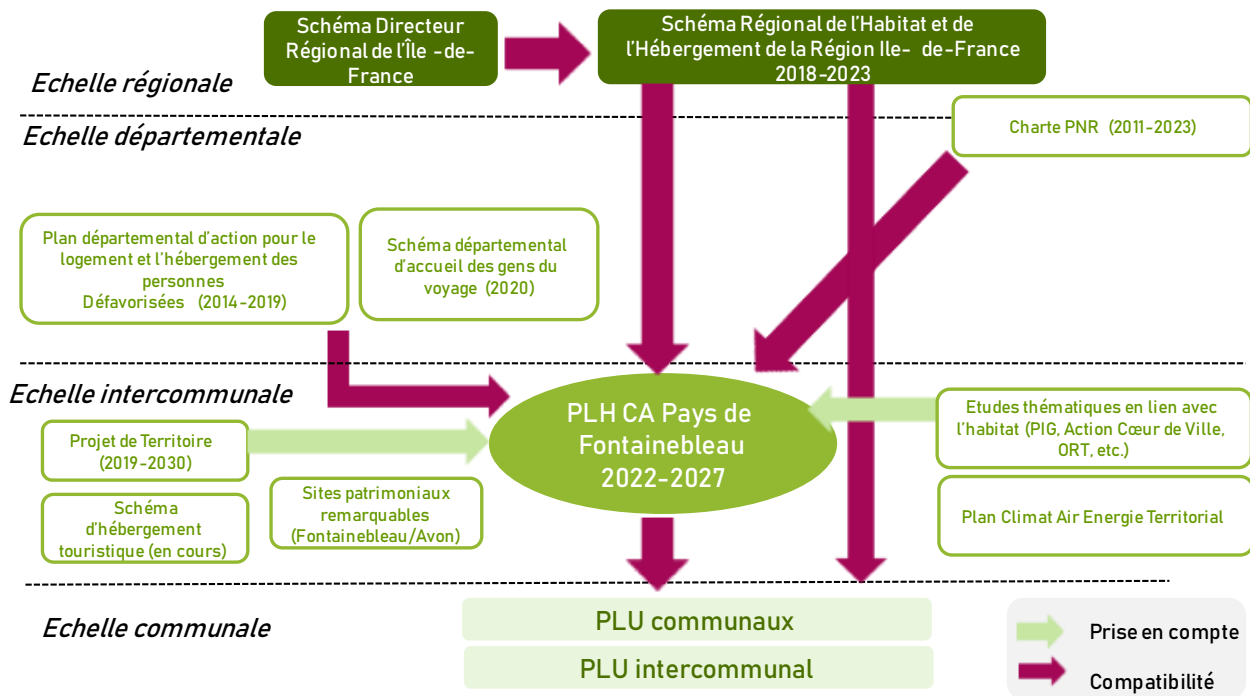 Schéma Directeur
Régional de l'Île -de-
France
Schéma Régional de l'Habitat et de
l'Hébergement de la Région Ile- de-France
2018-2023
Echelle régionale
Echelle départementale
Charte PNR (2011-2023)
Plan départemental d'action pour le
logement et l'hébergement des
personnes
Défavorisées (2014-2019)
Schéma départemental
d'accueil des gens du
voyage (2020)
Echelle intercommunale
PLH CA Pays de
Fontainebleau
2022-2027
Projet de Territoire
(2019-2030)
Etudes thématiques en lien avec
l'habitat (PIG, Action Cœur de Ville,
ORT, etc.)
Schéma
d'hébergement
touristique (en cours)
Sites patrimoniaux
remarquables
(Fontainebleau/Avon)
Plan Climat Air Energie Territorial
Echelle communale
PLU communaux
PLU intercommunal
Prise en compte
Compatibilité